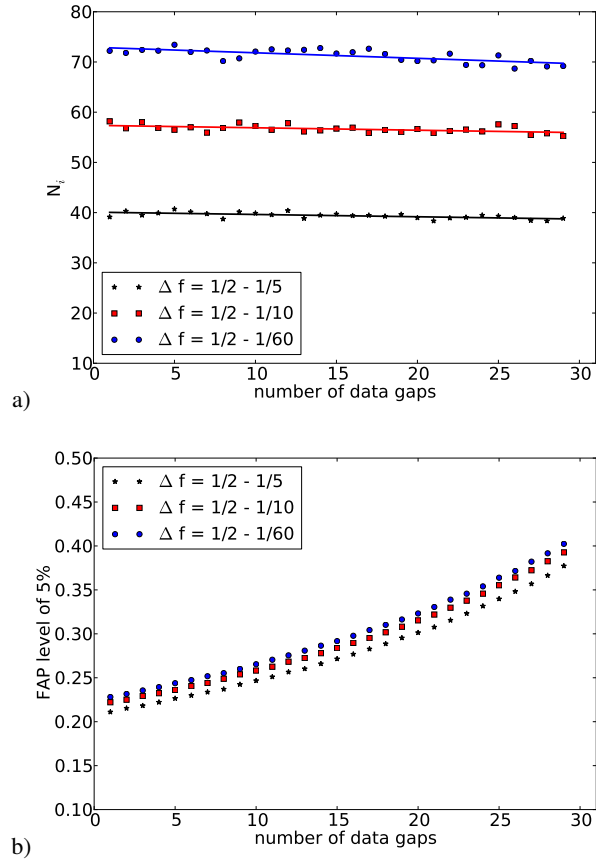 80
70
60
50
40
30
20
10
N_i
Δ f = 1/2 - 1/5
Δ f = 1/2 - 1/10
Δ f = 1/2 - 1/60
0 5 10 15 20 25 30
number of data gaps
a)
0.50
0.45
0.40
0.35
0.30
0.25
0.20
0.15
0.10
FAP level of 5%
Δ f = 1/2 - 1/5
Δ f = 1/2 - 1/10
Δ f = 1/2 - 1/60
0 5 10 15 20 25 30
number of data gaps
b)